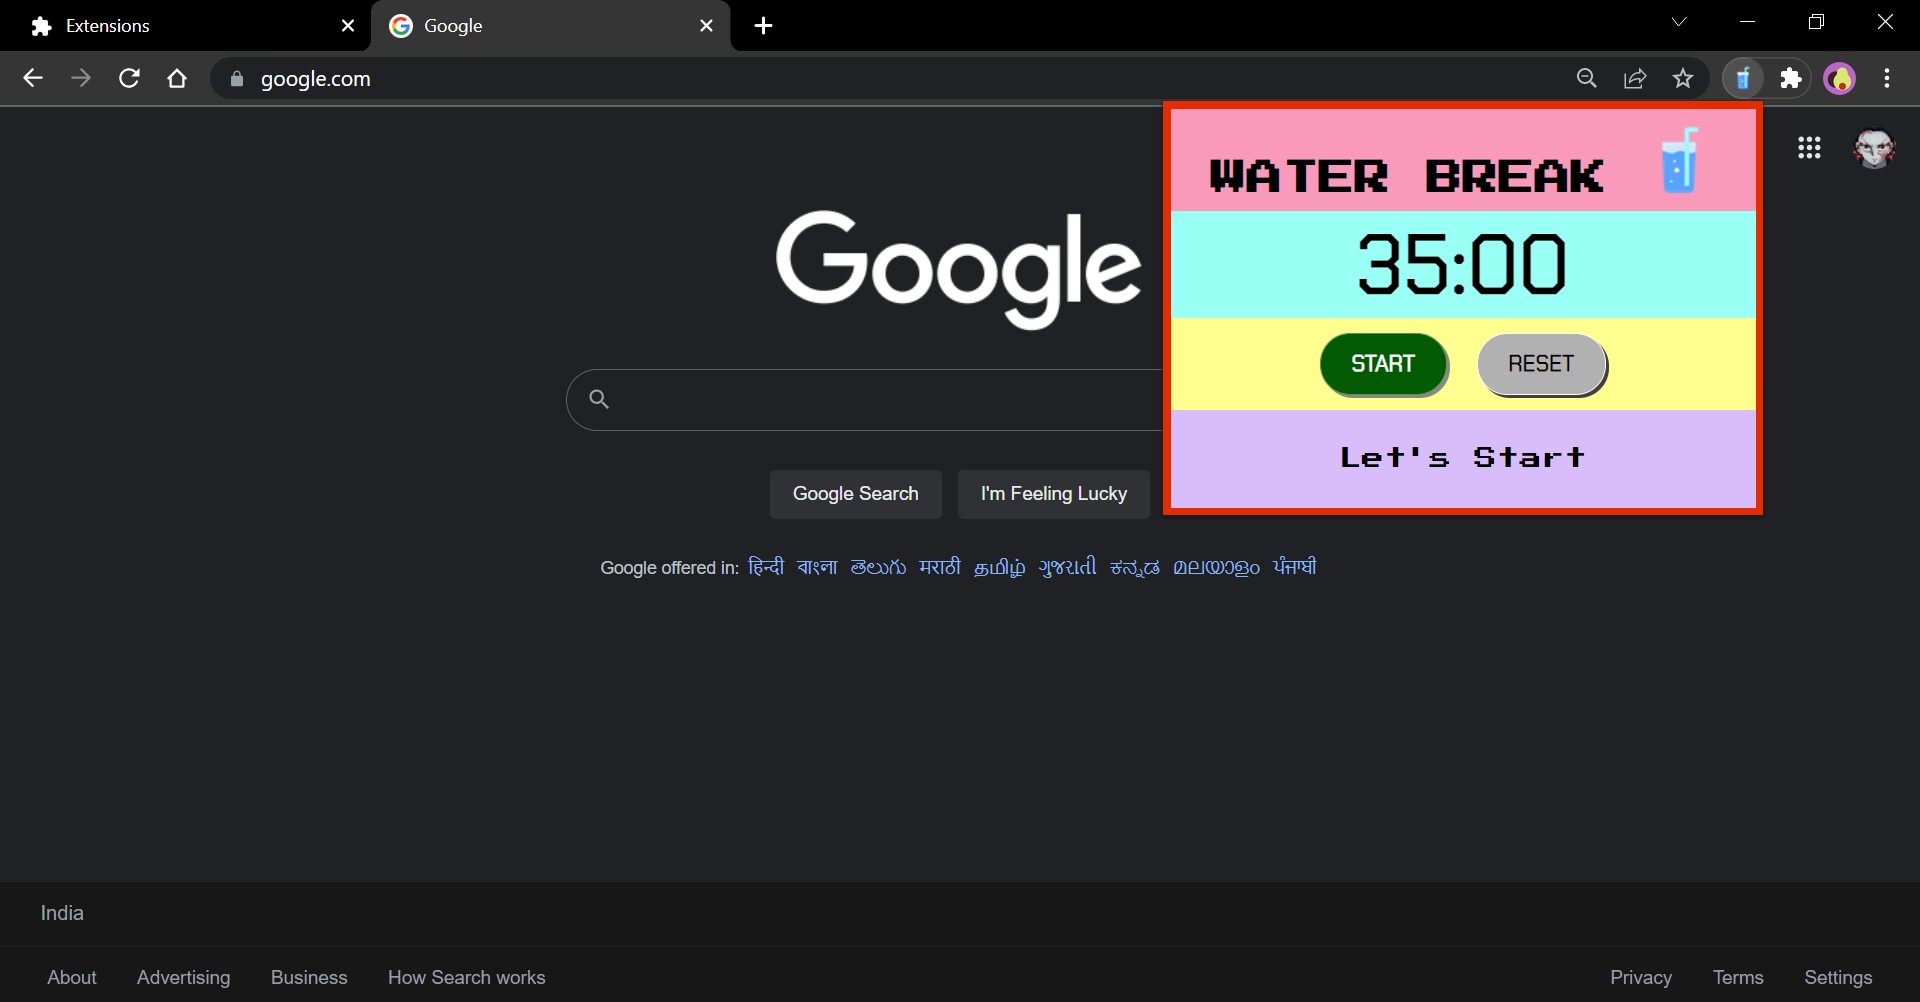 Extensions
Google
google.com
WATER BREAK
35:00
START
RESET
Let's Start
Google
Google Search
I'm Feeling Lucky
Google offered in: हिन्दी বাংলা తెలుగు मराठी தமிழ் ગુજરાતી ಕನ್ನಡ മലയാളം ਪੰਜਾਬੀ
India
About Advertising Business How Search works Privacy Terms Settings